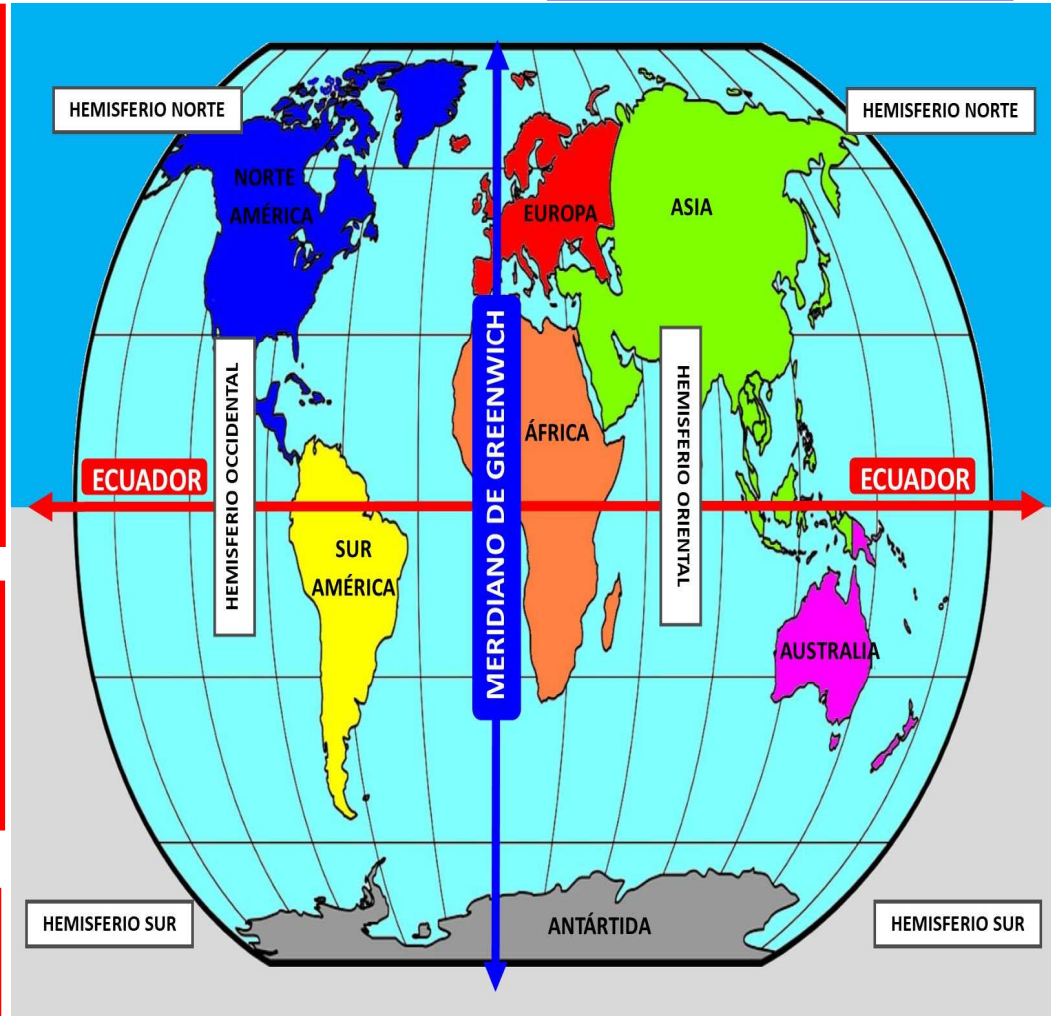 HEMISFERIO NORTE
HEMISFERIO NORTE
NORTE
AMÉRICA
EUROPA
ASIA
MERIDIANO DE GREENWICH
HEMISFERIO OCCIDENTAL
HEMISFERIO ORIENTAL
ÁFRICA
ECUADOR
ECUADOR
SUR
AMÉRICA
AUSTRALIA
HEMISFERIO SUR
ANTÁRTIDA
HEMISFERIO SUR